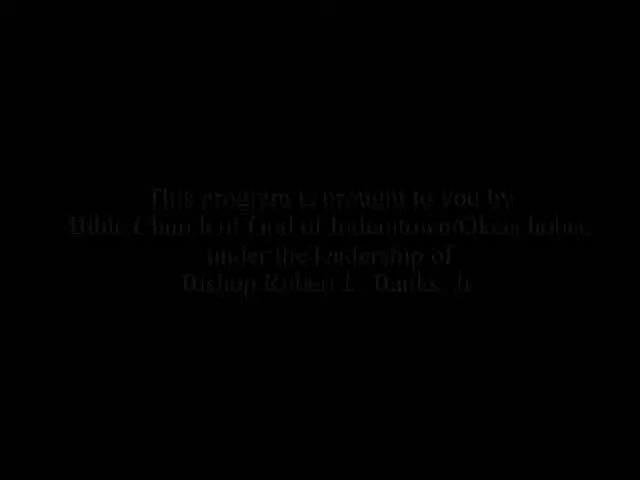 This program is brought to you by
Bible Church of God of Indiantown/Okeechobee
under the leadership of
Bishop Robert L. Banks, Jr.